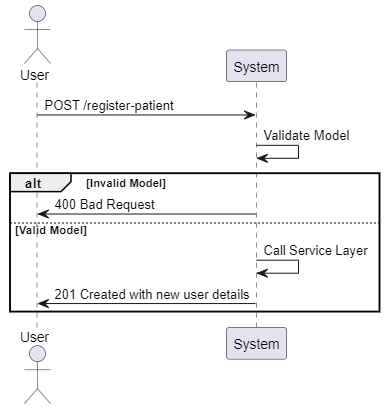 User
System
POST /register-patient
Validate Model
alt [Invalid Model]
400 Bad Request
[Valid Model]
Call Service Layer
201 Created with new user details
User
System